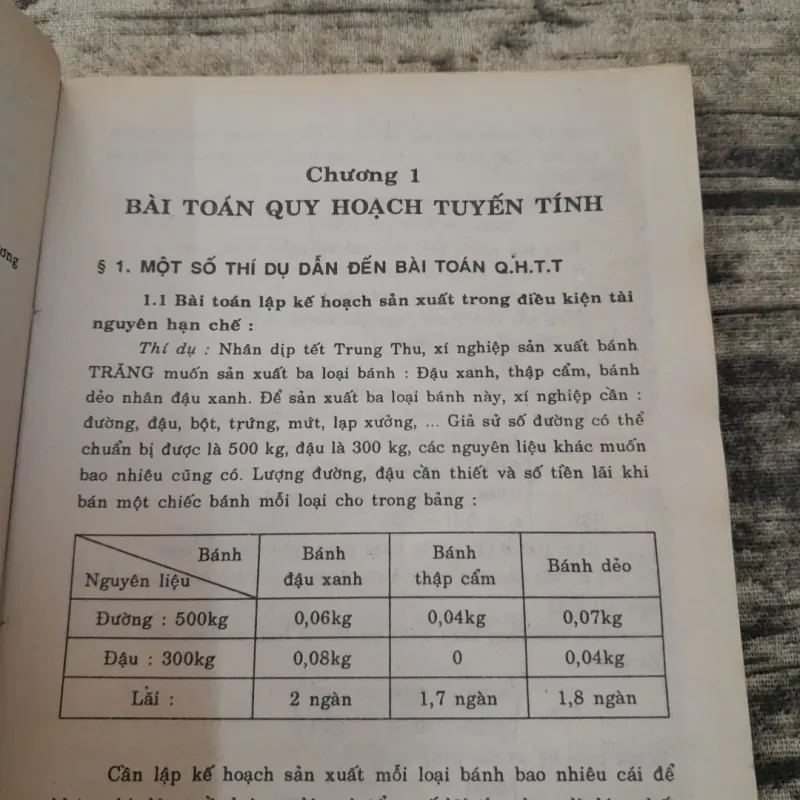 ơng
Chương 1
BÀI TOÁN QUY HOẠCH TUYẾN TÍNH
§ 1. MỘT SỐ THÍ DỤ DẪN ĐẾN BÀI TOÁN Q.H.T.T
1.1 Bài toán lập kế hoạch sản xuất trong điều kiện tài
nguyên hạn chế :
Thí dụ : Nhân dịp tết Trung Thu, xí nghiệp sản xuất bánh
TRĂNG muốn sản xuất ba loại bánh : Đậu xanh, thập cẩm, bánh
dẻo nhân đậu xanh. Để sản xuất ba loại bánh này, xí nghiệp cần :
đường, đậu, bột, trứng, mứt, lạp xưởng, ... Giả sử số đường có thể
chuẩn bị được là 500 kg, đậu là 300 kg, các nguyên liệu khác muốn
bao nhiêu cũng có. Lượng đường, đậu cần thiết và số tiền lãi khi
bán một chiếc bánh mỗi loại cho trong bảng :
Bánh Bánh Bánh Bánh dẻo
Nguyên liệu đậu xanh thập cẩm
Đường : 500kg 0,06kg 0,04kg 0,07kg
Đậu : 300kg 0,08kg 0 0,04kg
Lãi : 2 ngàn 1,7 ngàn 1,8 ngàn
Cần lập kế hoạch sản xuất mỗi loại bánh bao nhiêu cái để